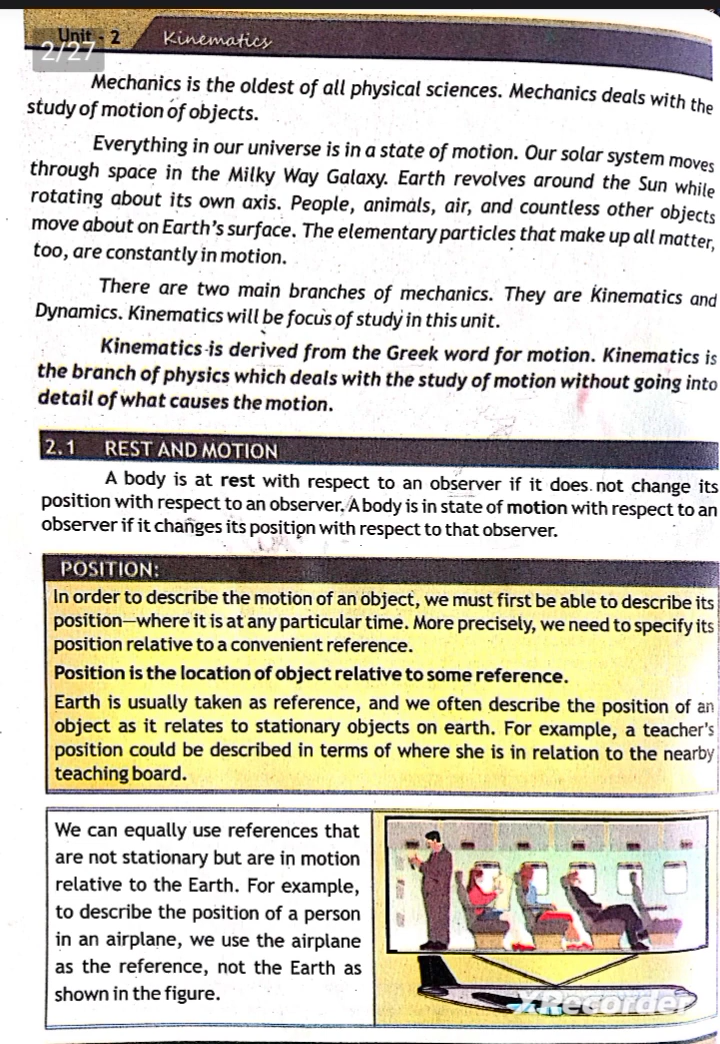 Unit - 2
Kinematics
2/27
Mechanics is the oldest of all physical sciences. Mechanics deals with the
study of motion of objects.
Everything in our universe is in a state of motion. Our solar system moves
through space in the Milky Way Galaxy. Earth revolves around the Sun while
rotating about its own axis. People, animals, air, and countless other objects
move about on Earth's surface. The elementary particles that make up all matter,
too, are constantly in motion.
There are two main branches of mechanics. They are Kinematics and
Dynamics. Kinematics will be focus of study in this unit.
Kinematics is derived from the Greek word for motion. Kinematics is
the branch of physics which deals with the study of motion without going into
detail of what causes the motion.
2.1 REST AND MOTION
A body is at rest with respect to an observer if it does not change its
position with respect to an observer. A body is in state of motion with respect to an
observer if it changes its position with respect to that observer.
POSITION:
In order to describe the motion of an object, we must first be able to describe its
position—where it is at any particular time. More precisely, we need to specify its
position relative to a convenient reference.
Position is the location of object relative to some reference.
Earth is usually taken as reference, and we often describe the position of an
object as it relates to stationary objects on earth. For example, a teacher's
position could be described in terms of where she is in relation to the nearby
teaching board.
We can equally use references that
are not stationary but are in motion
relative to the Earth. For example,
to describe the position of a person
in an airplane, we use the airplane
as the reference, not the Earth as
shown in the figure.
XRecorder